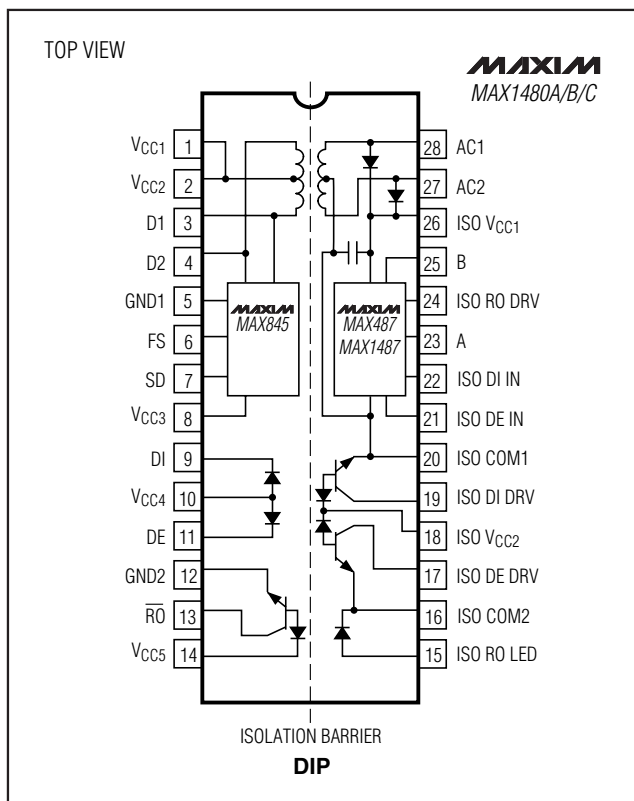 TOP VIEW
MAXIM
MAX1480A/B/C
VCC1 1
VCC2 2
D1 3
D2 4
GND1 5
FS 6
SD 7
VCC3 8
DI 9
VCC4 10
DE 11
GND2 12
R̅O̅ 13
VCC5 14
MAXIM
MAX845
MAXIM
MAX487
MAX1487
28 AC1
27 AC2
26 ISO VCC1
25 B
24 ISO RO DRV
23 A
22 ISO DI IN
21 ISO DE IN
20 ISO COM1
19 ISO DI DRV
18 ISO VCC2
17 ISO DE DRV
16 ISO COM2
15 ISO RO LED
ISOLATION BARRIER
DIP